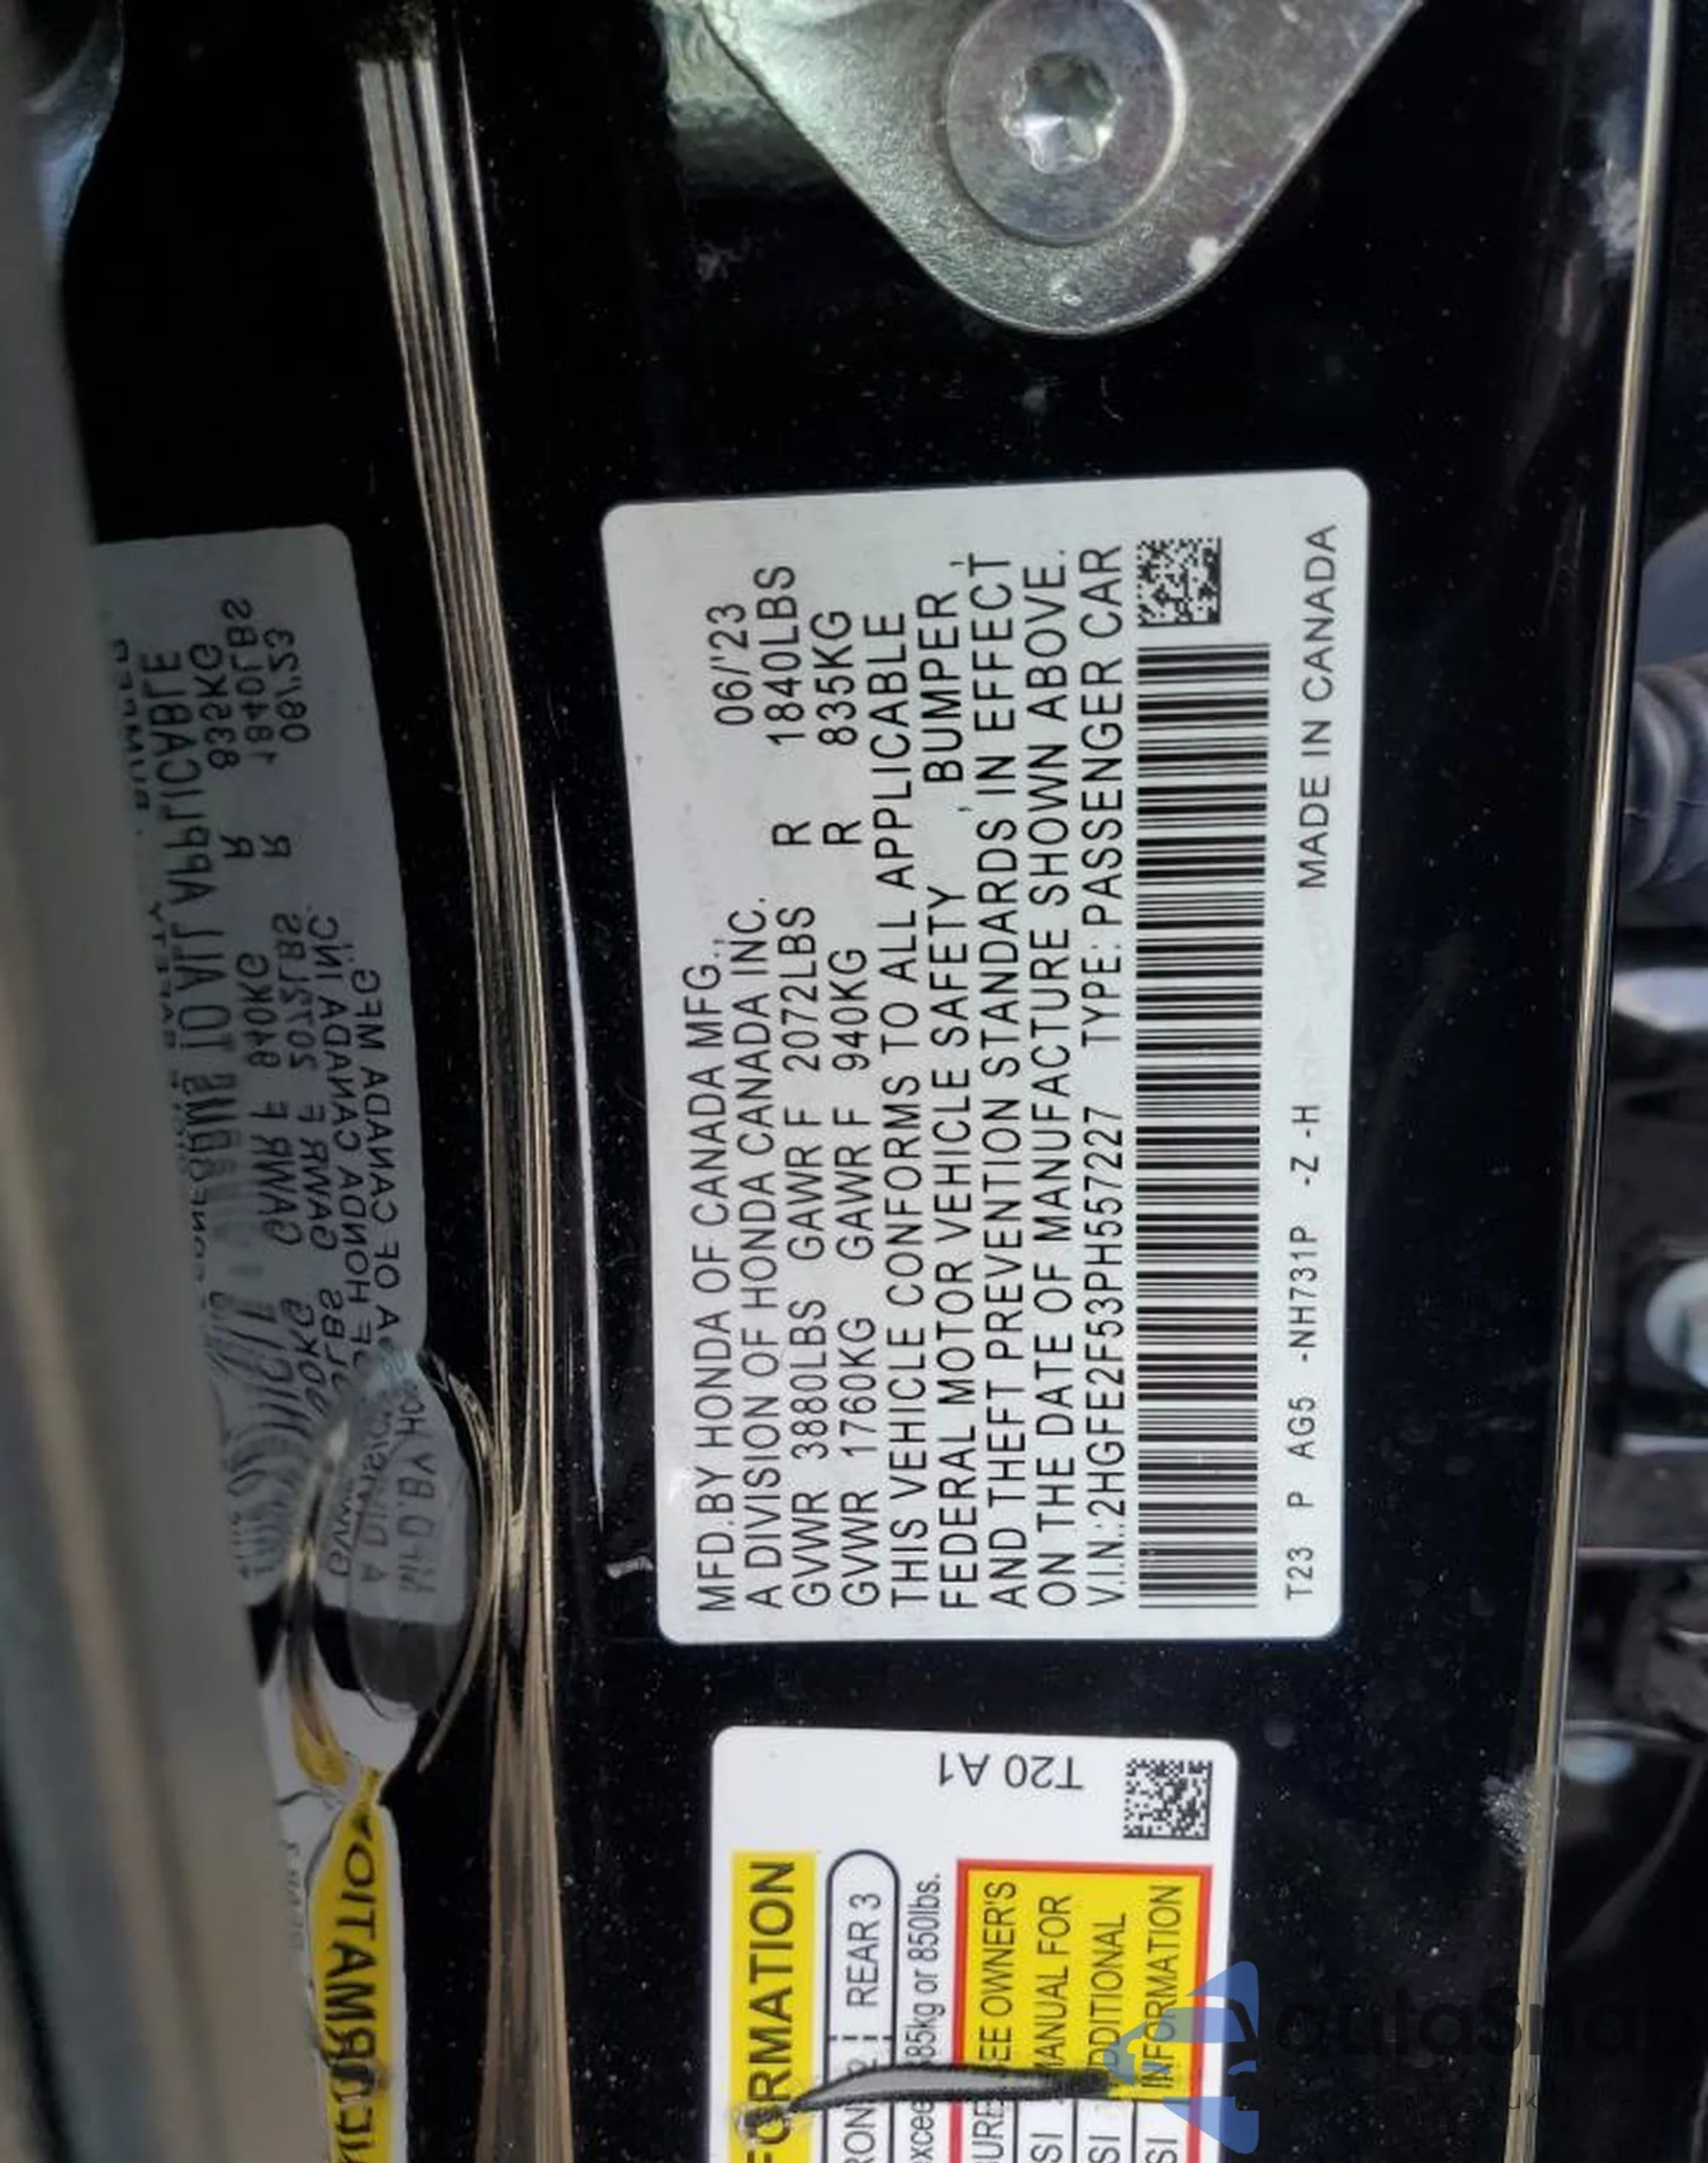 MFD.BY HONDA OF CANADA MFG.,
06/'23
A DIVISION OF HONDA CANADA INC.
GVWR 3880LBS GAWR F 2072LBS R 1840LBS
GVWR 1760KG GAWR F 940KG R 835KG
THIS VEHICLE CONFORMS TO ALL APPLICABLE
FEDERAL MOTOR VEHICLE SAFETY , BUMPER ,
AND THEFT PREVENTION STANDARDS IN EFFECT
ON THE DATE OF MANUFACTURE SHOWN ABOVE.
V.I.N.:2HGFE2F53PH557227 TYPE: PASSENGER CAR
T23 P AG5 -NH731P -Z -H MADE IN CANADA
T20 A1
REAR 3
or 850lbs.
OWNER'S
MANUAL FOR
ADDITIONAL
INFORMATION